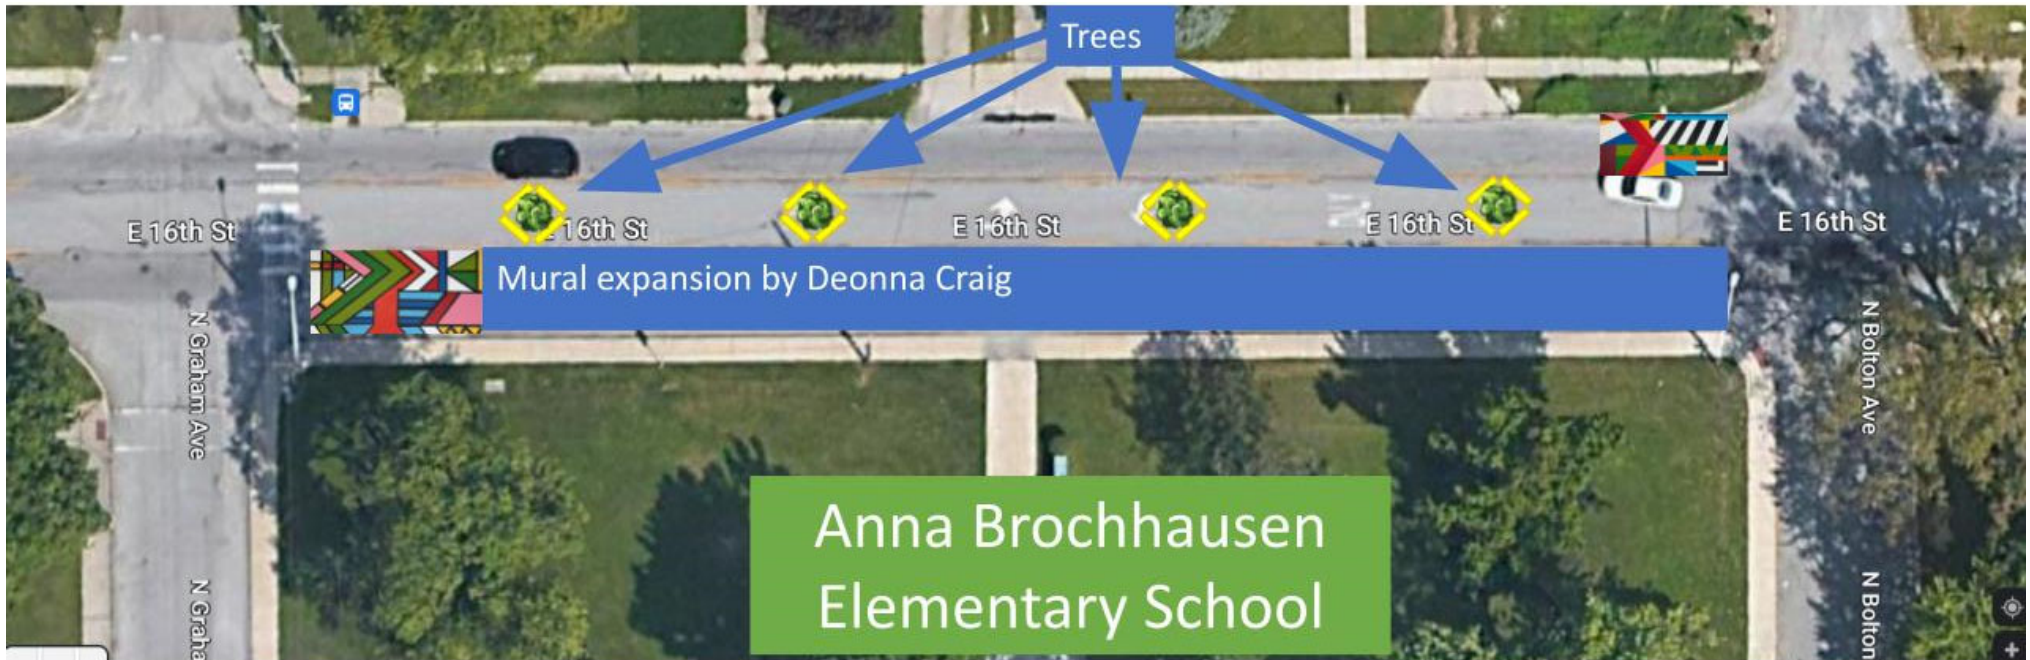 Trees
E 16th St
E 16th St
E 16th St
E 16th St
E 16th St
Mural expansion by Deonna Craig
N Graham Ave
N Bolton Ave
Anna Brochhausen
Elementary School
N Graha
N Bolton